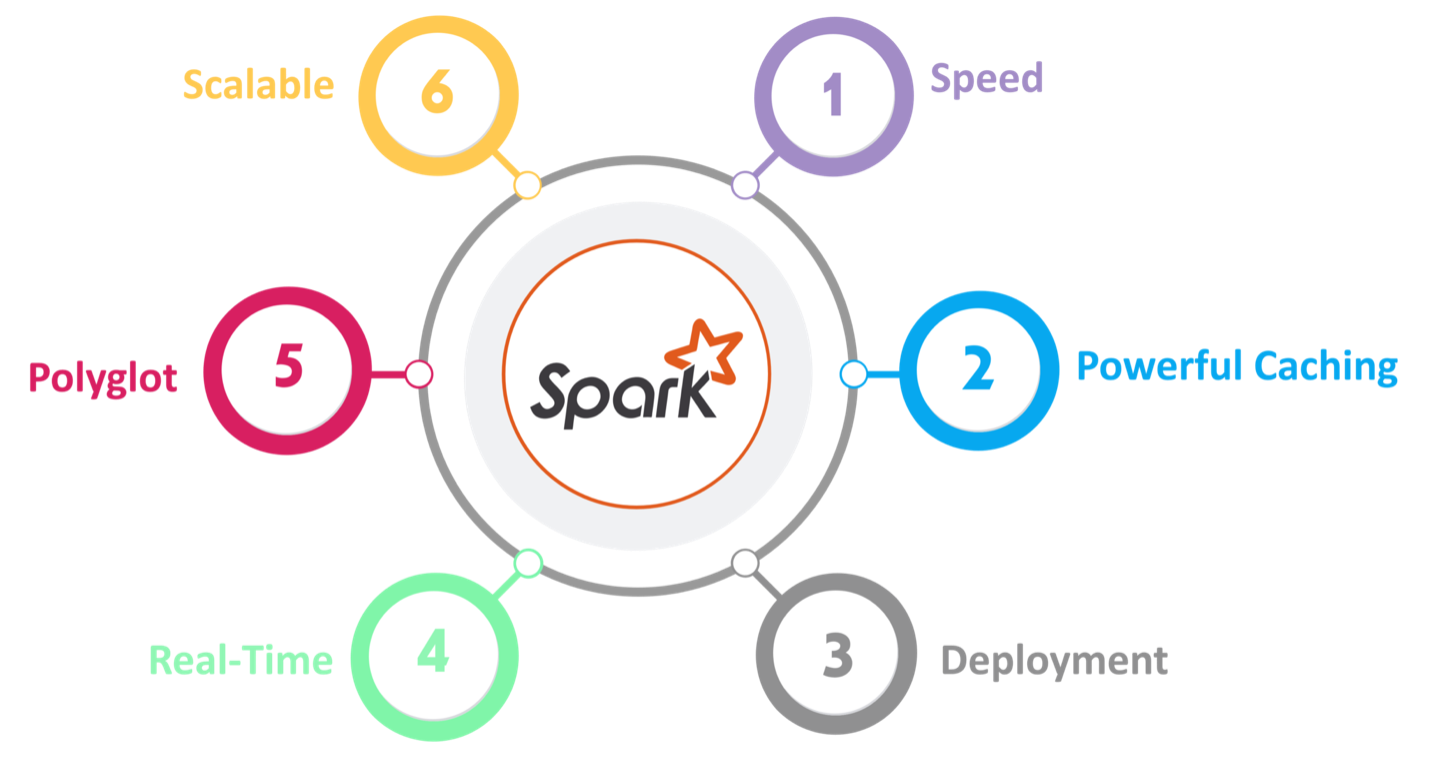 1
Speed
2
Powerful Caching
3
Deployment
4
Real-Time
5
Polyglot
6
Scalable
Spark